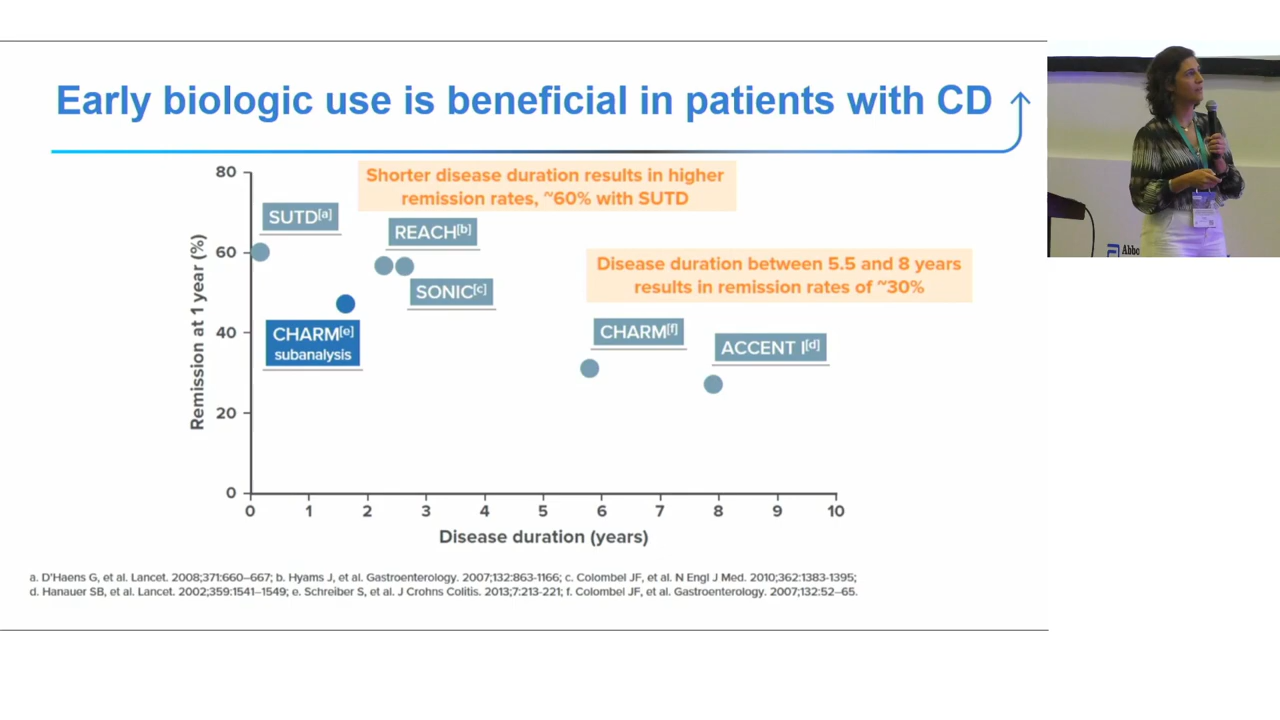 Early biologic use is beneficial in patients with CD
80
60
40
20
0
Remission at 1 year (%)
Shorter disease duration results in higher
remission rates, ~60% with SUTD
SUTD[a]
REACH[b]
SONIC[c]
CHARM[e]
subanalysis
Disease duration between 5.5 and 8 years
results in remission rates of ~30%
CHARM[f]
ACCENT I[d]
0 1 2 3 4 5 6 7 8 9 10
Disease duration (years)
a. D'Haens G, et al. Lancet. 2008;371:660–667; b. Hyams J, et al. Gastroenterology. 2007;132:863-1166; c. Colombel JF, et al. N Engl J Med. 2010;362:1383-1395;
d. Hanauer SB, et al. Lancet. 2002;359:1541–1549; e. Schreiber S, et al. J Crohns Colitis. 2013;7:213-221; f. Colombel JF, et al. Gastroenterology. 2007;132:52–65.
Abbo